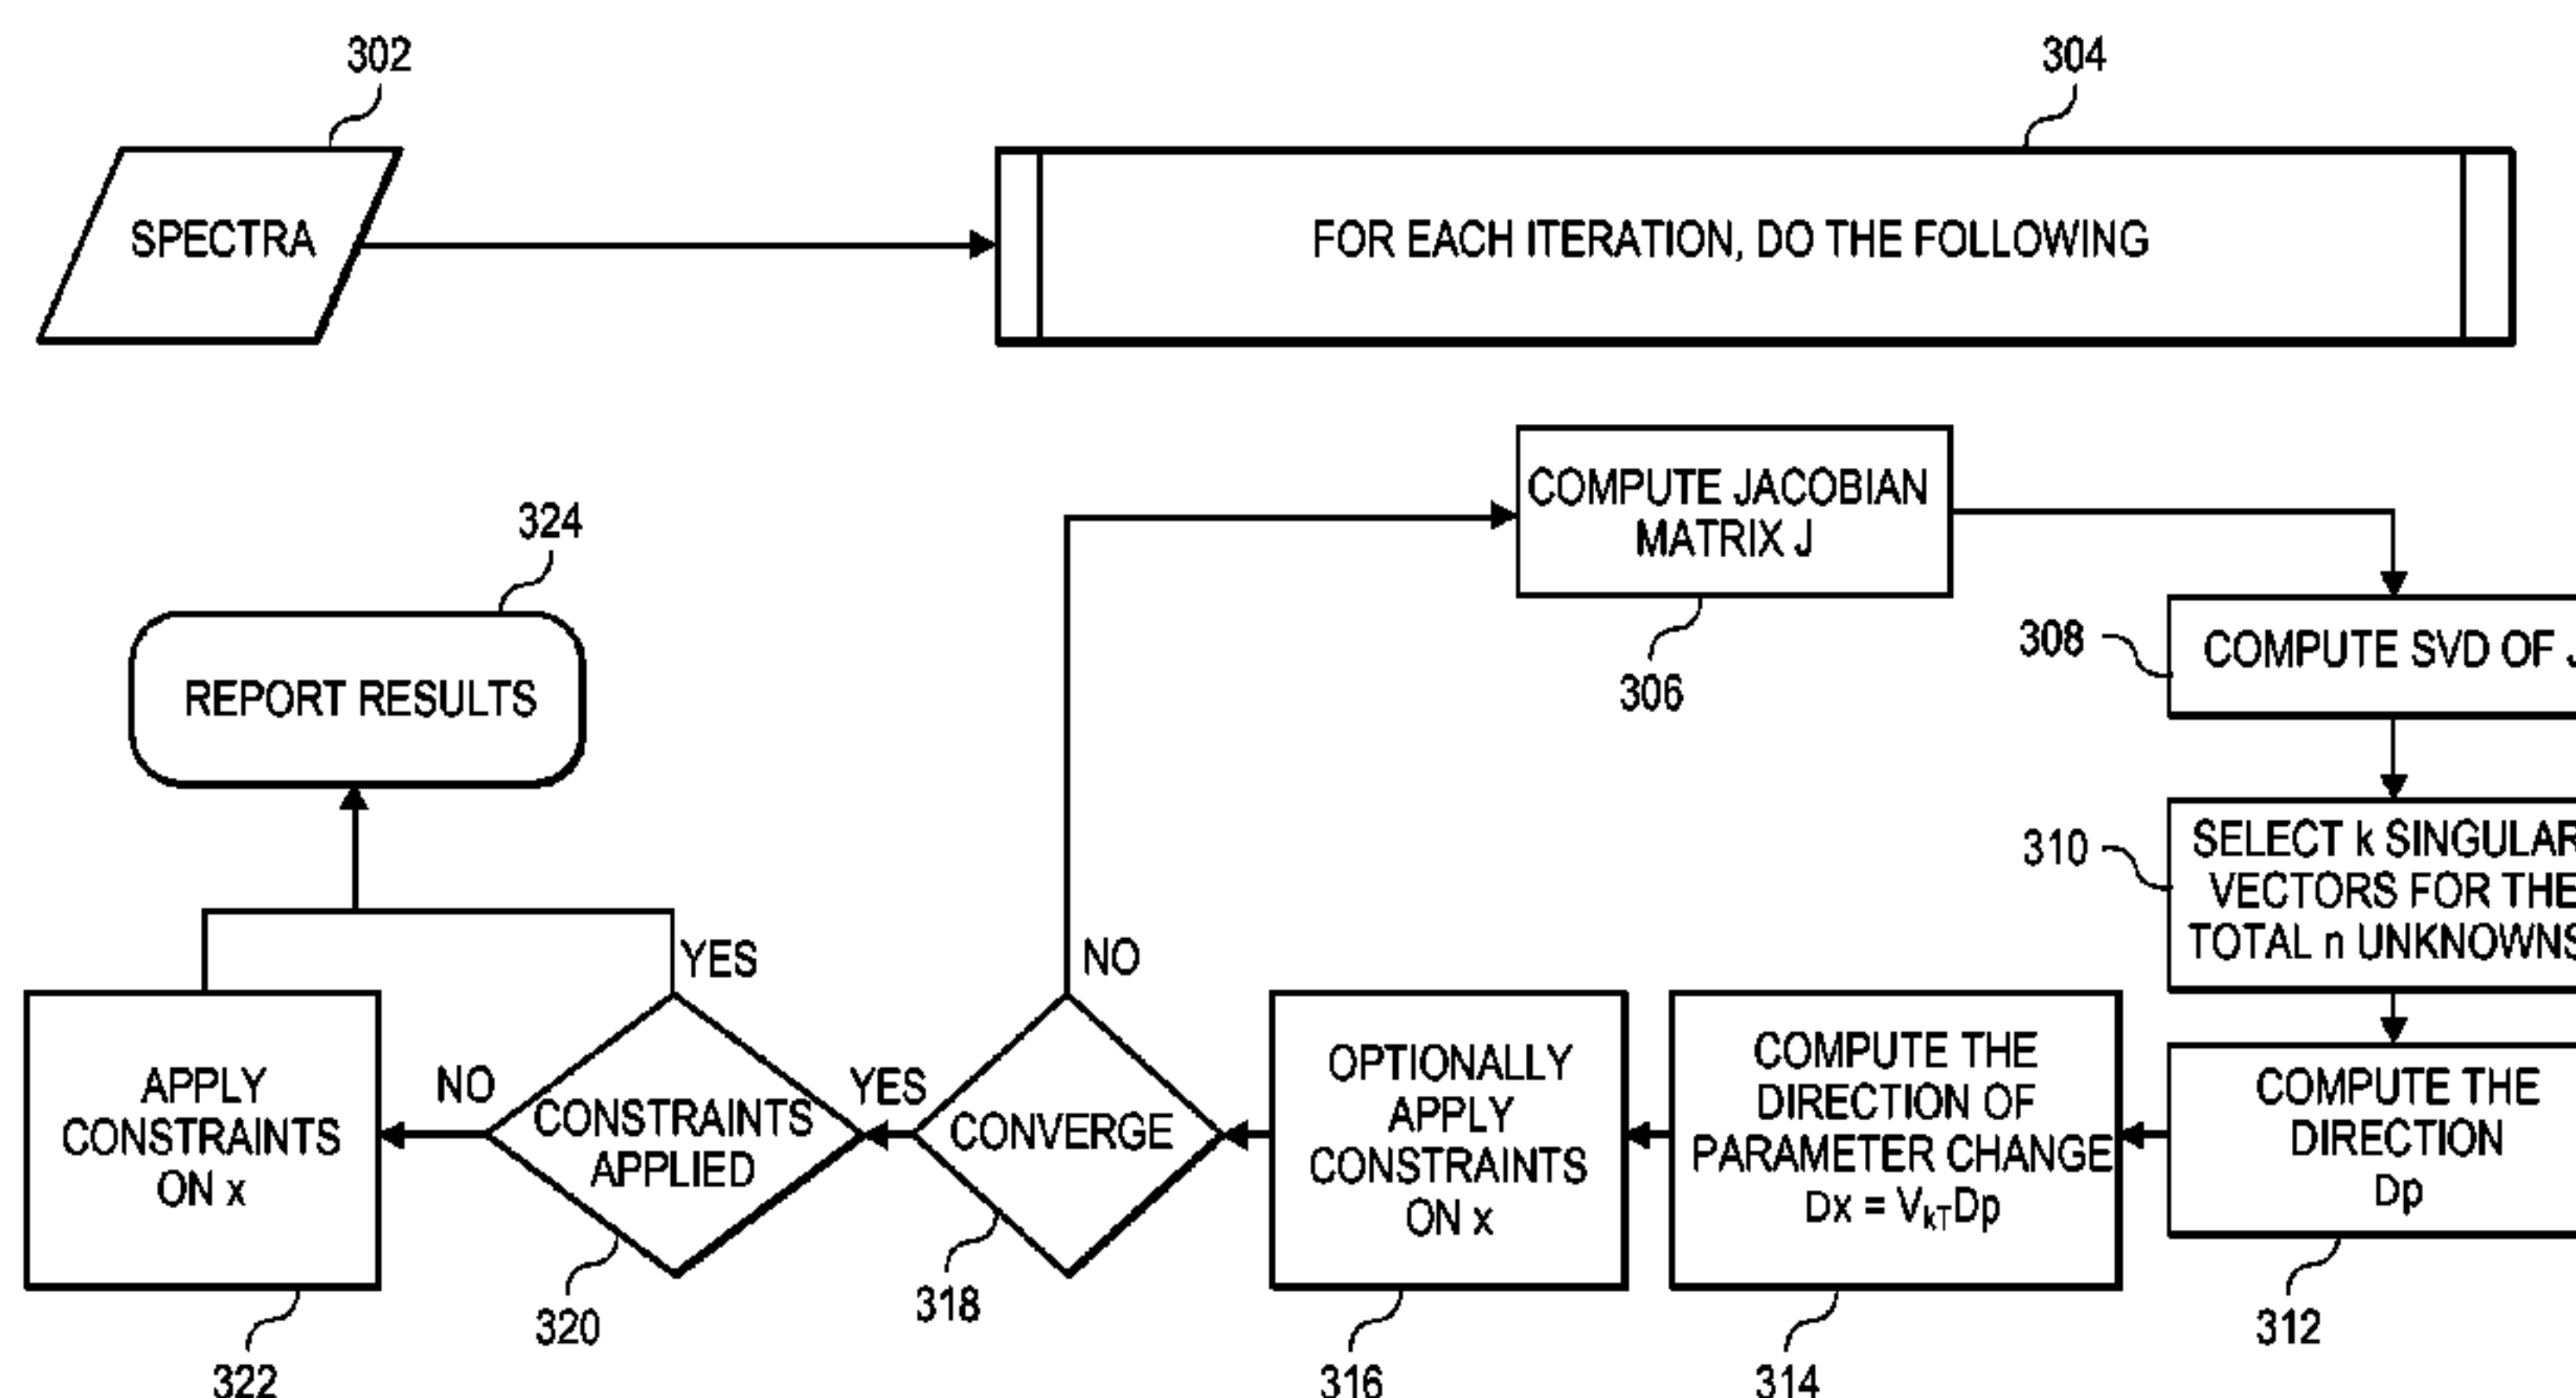 302
304
SPECTRA
FOR EACH ITERATION, DO THE FOLLOWING
COMPUTE JACOBIAN
MATRIX J
306
308
COMPUTE SVD OF J
324
REPORT RESULTS
310
SELECT k SINGULAR
VECTORS FOR THE
TOTAL n UNKNOWNS
COMPUTE THE
DIRECTION
Dp
312
COMPUTE THE
DIRECTION OF
PARAMETER CHANGE
Dx = VkTDp
314
OPTIONALLY
APPLY
CONSTRAINTS
ON x
316
NO
CONVERGE
318
YES
YES
CONSTRAINTS
APPLIED
320
NO
APPLY
CONSTRAINTS
ON x
322